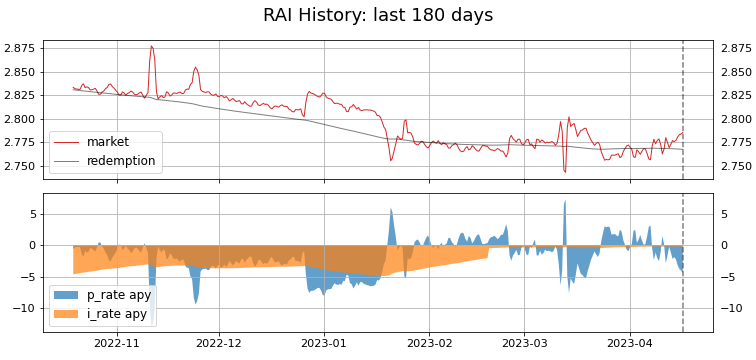 RAI History: last 180 days
2.875 2.875
2.850 2.850
2.825 2.825
2.800 2.800
2.775 2.775
2.750 2.750
market
redemption
5 5
0 0
−5 −5
−10 −10
p_rate apy
i_rate apy
2022-11 2022-12 2023-01 2023-02 2023-03 2023-04